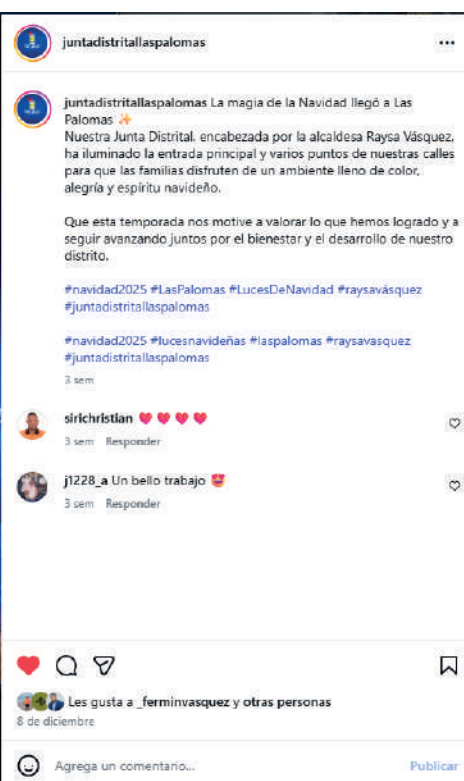 juntadistritallaspalomas
juntadistritallaspalomas La magia de la Navidad llegó a Las
Palomas ✨
Nuestra Junta Distrital, encabezada por la alcaldesa Raysa Vásquez,
ha iluminado la entrada principal y varios puntos de nuestras calles
para que las familias disfruten de un ambiente lleno de color,
alegría y espíritu navideño.
Que esta temporada nos motive a valorar lo que hemos logrado y a
seguir avanzando juntos por el bienestar y el desarrollo de nuestro
distrito.
#navidad2025 #LasPalomas #LucesDeNavidad #raysavásquez
#juntadistritallaspalomas
#navidad2025 #lucesnavideñas #laspalomas #raysavasquez
#juntadistritallaspalomas
3 sem
sirichristian 💖 💖 💖 💖
3 sem Responder
j1228_a Un bello trabajo 😍
3 sem Responder
Les gusta a _ferminvasquez y otras personas
8 de diciembre
Agrega un comentario...
Publicar